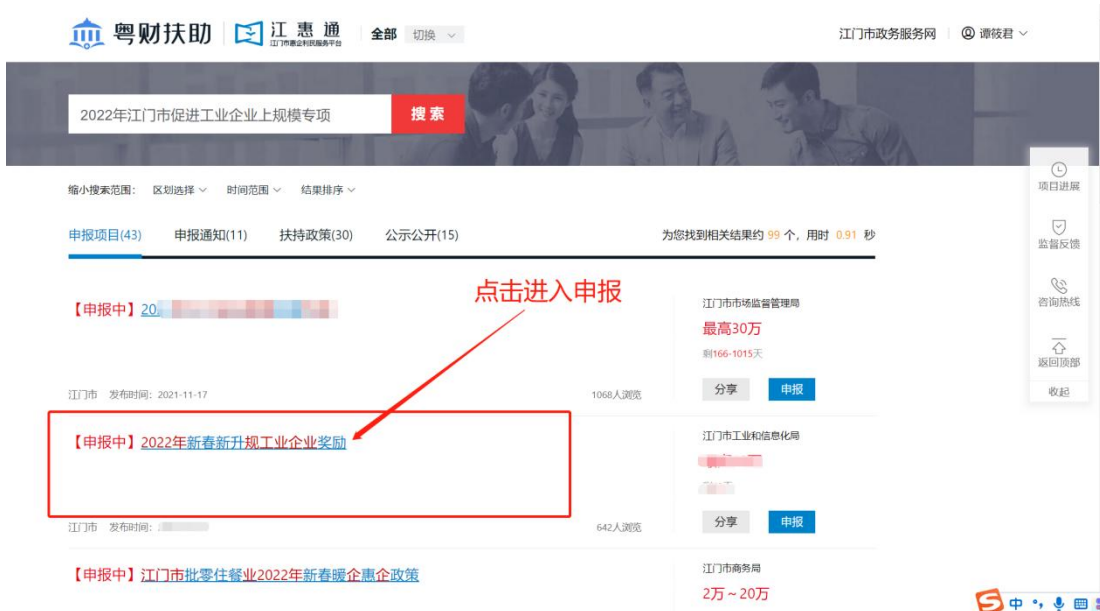 粤财扶助 江惠通 江门市惠企利民服务平台 全部 切换 江门市政务服务网 谭筱君
2022年江门市促进工业企业上规模专项 搜索
缩小搜索范围： 区划选择 时间范围 结果排序
申报项目(43) 申报通知(11) 扶持政策(30) 公示公开(15) 为您找到相关结果约 99 个，用时 0.91 秒
点击进入申报
【申报中】20
江门市市场监督管理局
最高30万
剩166-1015天
江门市 发布时间：2021-11-17 1068人浏览 分享 申报
【申报中】2022年新春新升规工业企业奖励
江门市工业和信息化局
江门市 发布时间： 642人浏览 分享 申报
【申报中】江门市批零住餐业2022年新春暖企惠企政策
江门市商务局
2万～20万
项目进展
监督反馈
咨询热线
返回顶部
收起
中